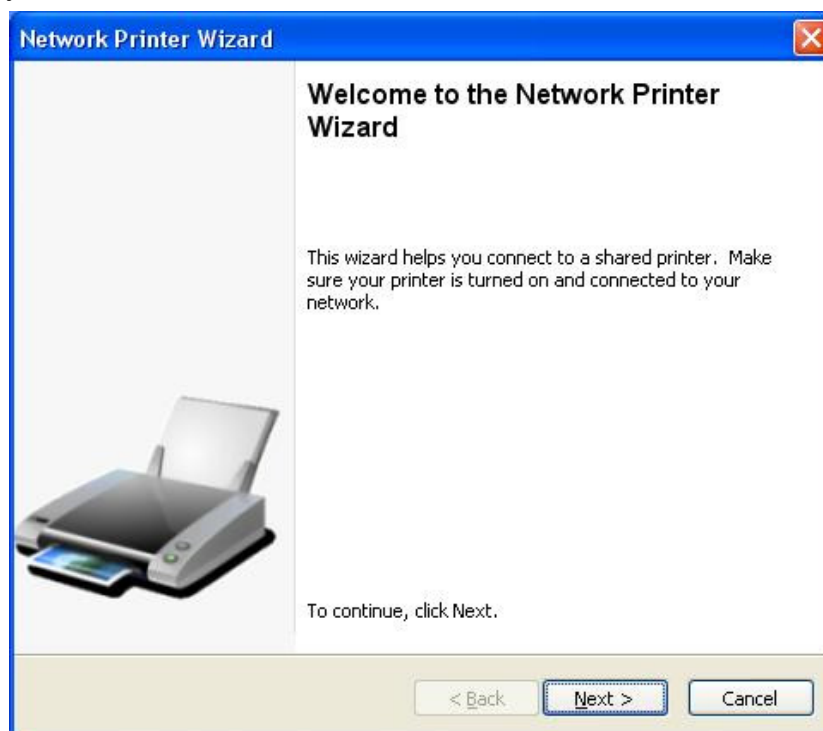 Network Printer Wizard
Welcome to the Network Printer
Wizard
This wizard helps you connect to a shared printer. Make
sure your printer is turned on and connected to your
network.
To continue, click Next.
< Back Next > Cancel